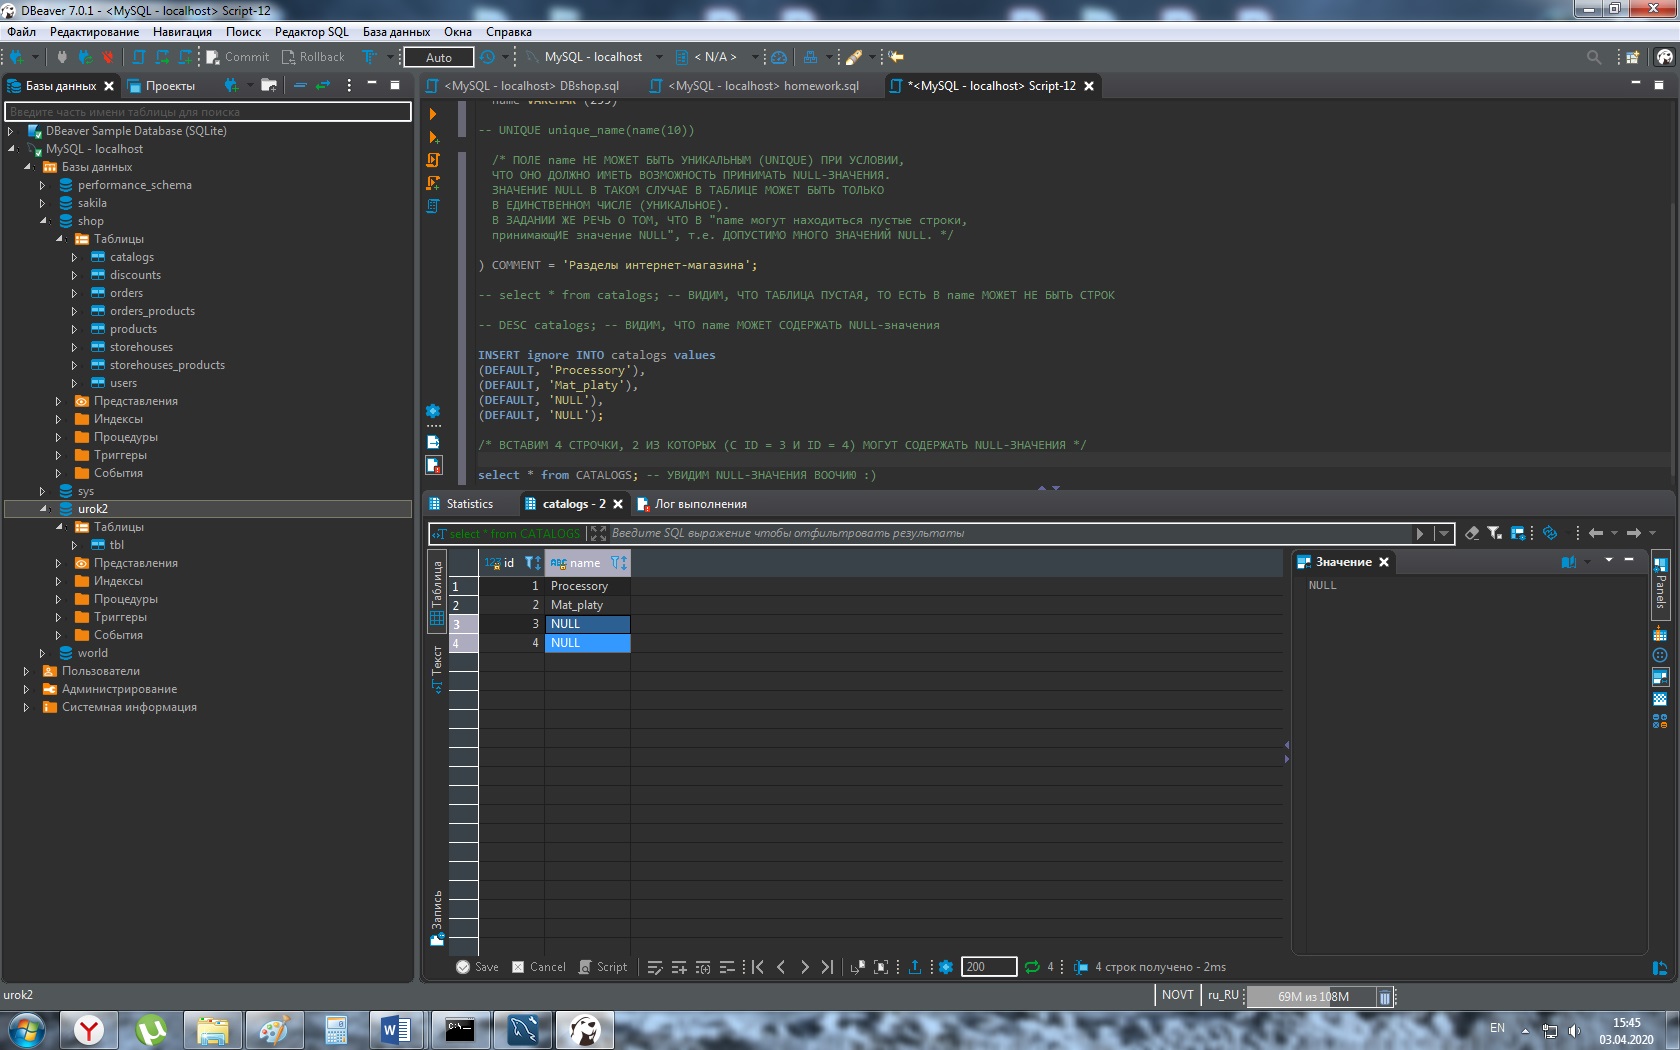 DBeaver 7.0.1 - <MySQL - localhost> Script-12
Файл Редактирование Навигация Поиск Редактор SQL База данных Окна Справка
Commit Rollback Auto MySQL - localhost < N/A >
Базы данных Проекты
<MySQL - localhost> DBshop.sql <MySQL - localhost> homework.sql *<MySQL - localhost> Script-12
Введите часть имени таблицы для поиска
DBeaver Sample Database (SQLite)
MySQL - localhost
Базы данных
performance_schema
sakila
shop
Таблицы
catalogs
discounts
orders
orders_products
products
storehouses
storehouses_products
users
Представления
Индексы
Процедуры
Триггеры
События
sys
urok2
Таблицы
tbl
Представления
Индексы
Процедуры
Триггеры
События
world
Пользователи
Администрирование
Системная информация
name VARCHAR (255)
-- UNIQUE unique_name(name(10))
/* ПОЛЕ name НЕ МОЖЕТ БЫТЬ УНИКАЛЬНЫМ (UNIQUE) ПРИ УСЛОВИИ,
ЧТО ОНО ДОЛЖНО ИМЕТЬ ВОЗМОЖНОСТЬ ПРИНИМАТЬ NULL-ЗНАЧЕНИЯ.
ЗНАЧЕНИЕ NULL В ТАКОМ СЛУЧАЕ В ТАБЛИЦЕ МОЖЕТ БЫТЬ ТОЛЬКО
В ЕДИНСТВЕННОМ ЧИСЛЕ (УНИКАЛЬНОЕ).
В ЗАДАНИИ ЖЕ РЕЧЬ О ТОМ, ЧТО В "name могут находиться пустые строки,
принимающИЕ значение NULL", т.е. ДОПУСТИМО МНОГО ЗНАЧЕНИЙ NULL. */
) COMMENT = 'Разделы интернет-магазина';
-- select * from catalogs; -- ВИДИМ, ЧТО ТАБЛИЦА ПУСТАЯ, ТО ЕСТЬ В name МОЖЕТ НЕ БЫТЬ СТРОК
-- DESC catalogs; -- ВИДИМ, ЧТО name МОЖЕТ СОДЕРЖАТЬ NULL-значения
INSERT ignore INTO catalogs values
(DEFAULT, 'Processory'),
(DEFAULT, 'Mat_platy'),
(DEFAULT, 'NULL'),
(DEFAULT, 'NULL');
/* ВСТАВИМ 4 СТРОЧКИ, 2 ИЗ КОТОРЫХ (С ID = 3 И ID = 4) МОГУТ СОДЕРЖАТЬ NULL-ЗНАЧЕНИЯ */
select * from CATALOGS; -- УВИДИМ NULL-ЗНАЧЕНИЯ ВООЧИЮ :)
Statistics catalogs - 2 Лог выполнения
select * from CATALOGS Введите SQL выражение чтобы отфильтровать результаты
Таблица
Текст
Запись
123 id ABC name
1 1 Processory
2 2 Mat_platy
3 3 NULL
4 4 NULL
Значение
NULL
Panels
Save Cancel Script 200 4 4 строк получено - 2ms
urok2 NOVT ru_RU 69M из 108M
EN 15:45
03.04.2020